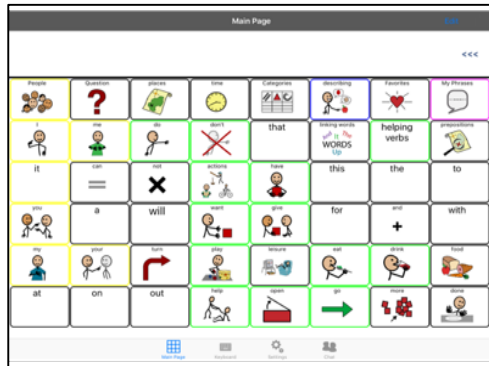 Main Page
<<<
People Question places time Categories describing Favorites My Phrases
I me do don't that linking words helping verbs prepositions
WORDS
Up
it can not actions have this the to
you a will want give for and with
my your turn play leisure eat drink food
at on out help open go more done
Main Page Keyboard Settings Chat